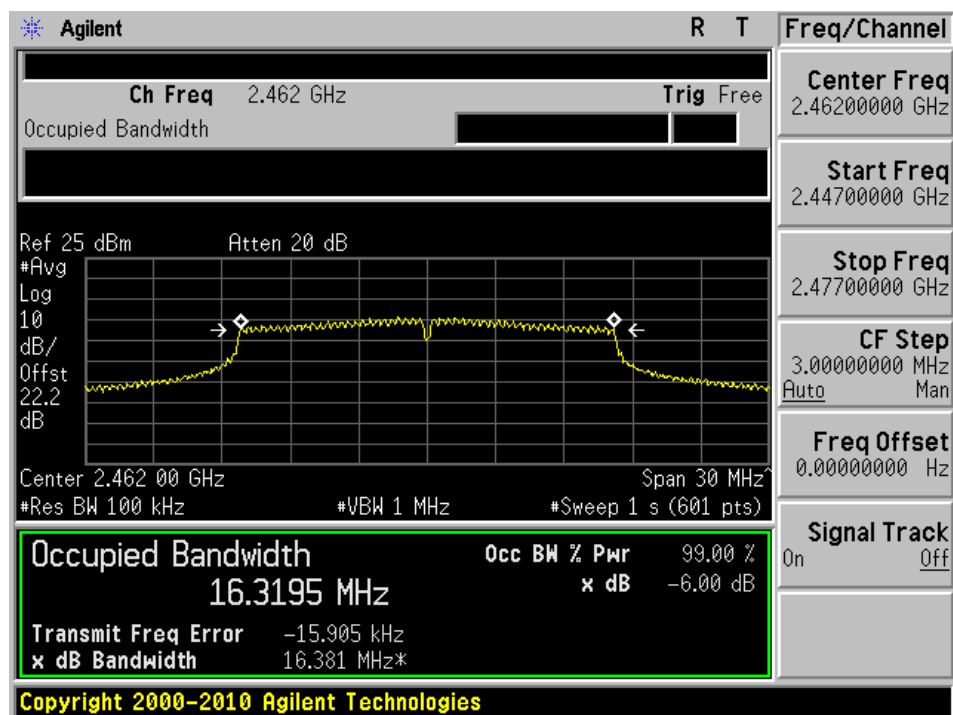 Agilent R T
Ch Freq 2.462 GHz Trig Free
Occupied Bandwidth
Ref 25 dBm Atten 20 dB
#Avg
Log
10
dB/
Offst
22.2
dB
Center 2.462 00 GHz Span 30 MHz^
#Res BW 100 kHz #VBW 1 MHz #Sweep 1 s (601 pts)
Occupied Bandwidth Occ BW % Pwr 99.00 %
16.3195 MHz x dB -6.00 dB
Transmit Freq Error -15.905 kHz
x dB Bandwidth 16.381 MHz*
Copyright 2000-2010 Agilent Technologies
Freq/Channel
Center Freq
2.46200000 GHz
Start Freq
2.44700000 GHz
Stop Freq
2.47700000 GHz
CF Step
3.00000000 MHz
Auto Man
Freq Offset
0.00000000 Hz
Signal Track
On Off